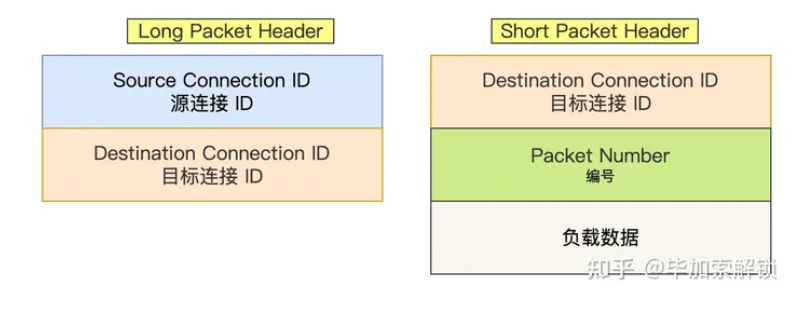 Long Packet Header
Source Connection ID
源连接 ID
Destination Connection ID
目标连接 ID
Short Packet Header
Destination Connection ID
目标连接 ID
Packet Number
编号
负载数据
知乎 @毕加索解锁